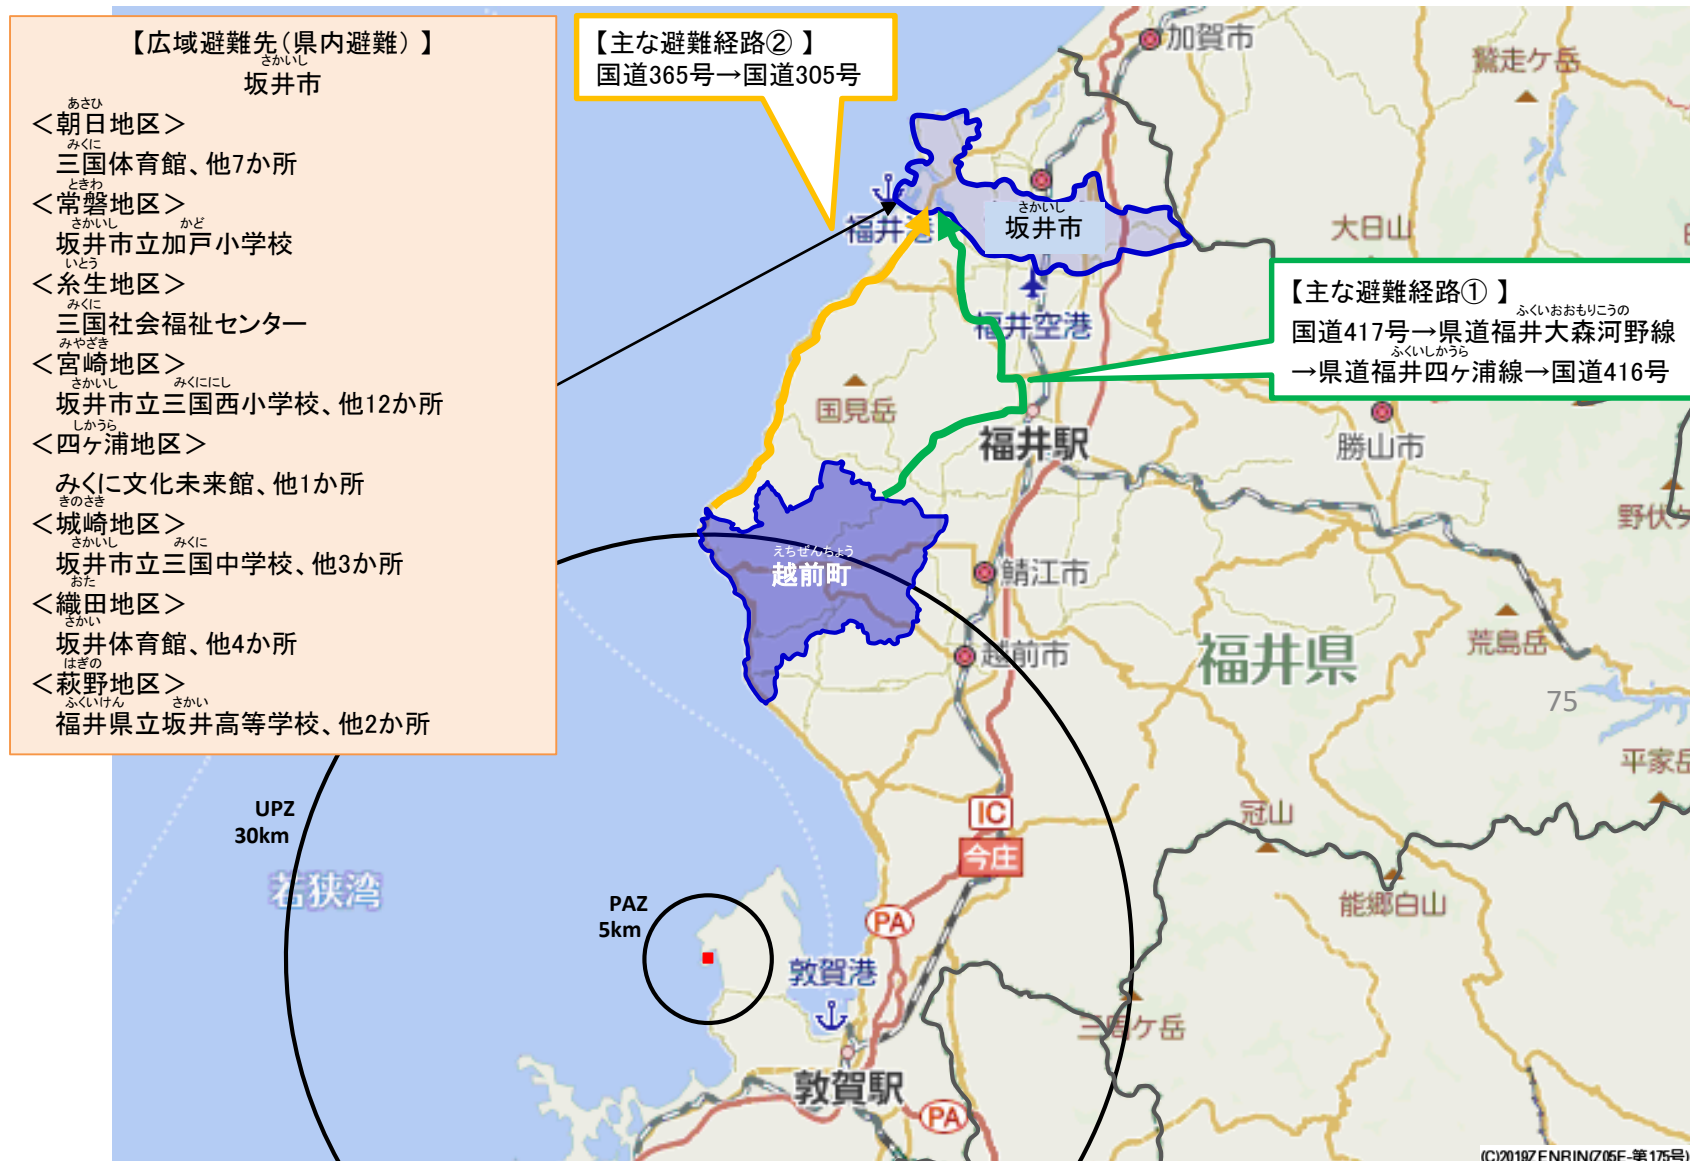 【広域避難先(県内避難) 】
さかいし
坂井市
あさひ
＜朝日地区＞
みくに
三国体育館、他7か所
ときわ
＜常磐地区＞
さかいし かど
坂井市立加戸小学校
いとう
＜糸生地区＞
みくに
三国社会福祉センター
みやざき
＜宮崎地区＞
さかいし みくににし
坂井市立三国西小学校、他12か所
しかうら
＜四ヶ浦地区＞
みくに文化未来館、他1か所
きのさき
＜城崎地区＞
さかいし みくに
坂井市立三国中学校、他3か所
おた
＜織田地区＞
さかい
坂井体育館、他4か所
はぎの
＜萩野地区＞
ふくいけん さかい
福井県立坂井高等学校、他2か所
【主な避難経路② 】
国道365号→国道305号
加賀市
鷲走ケ岳
福井港
さかいし
坂井市
大日山
【主な避難経路① 】
ふくいおおもりこうの
国道417号→県道福井大森河野線
ふくいしかうら
→県道福井四ヶ浦線→国道416号
福井空港
国見岳
福井駅
勝山市
野伏ケ
えちぜんちょう
越前町
鯖江市
越前市
福井県
荒島岳
75
平家岳
UPZ
30km
IC
今庄
冠山
若狭湾
能郷白山
PAZ
5km
PA
敦賀港
三周ケ岳
敦賀駅
PA
(C)2019ZENRIN(Z05E-第175号)